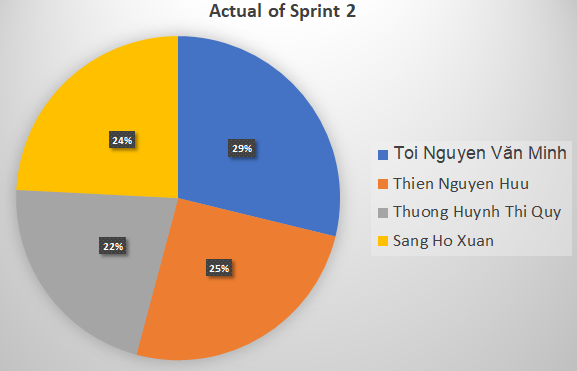 Actual of Sprint 2
24%
29%
22%
25%
Toi Nguyen Văn Minh
Thien Nguyen Huu
Thuong Huynh Thi Quy
Sang Ho Xuan